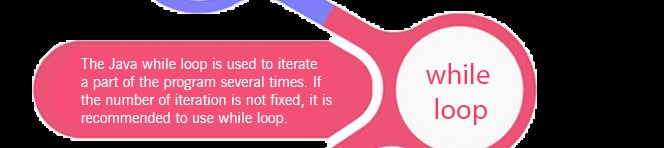 The Java while loop is used to iterate
a part of the program several times. If
the number of iteration is not fixed, it is
recommended to use while loop.
while
loop